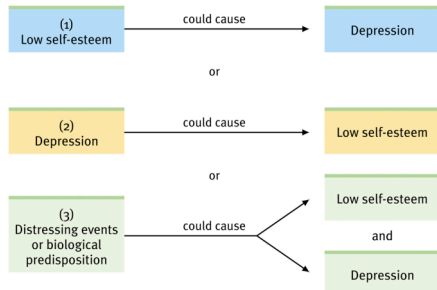 (1)
Low self-esteem
could cause
Depression
or
(2)
Depression
could cause
Low self-esteem
or
(3)
Distressing events
or biological
predisposition
could cause
Low self-esteem
and
Depression